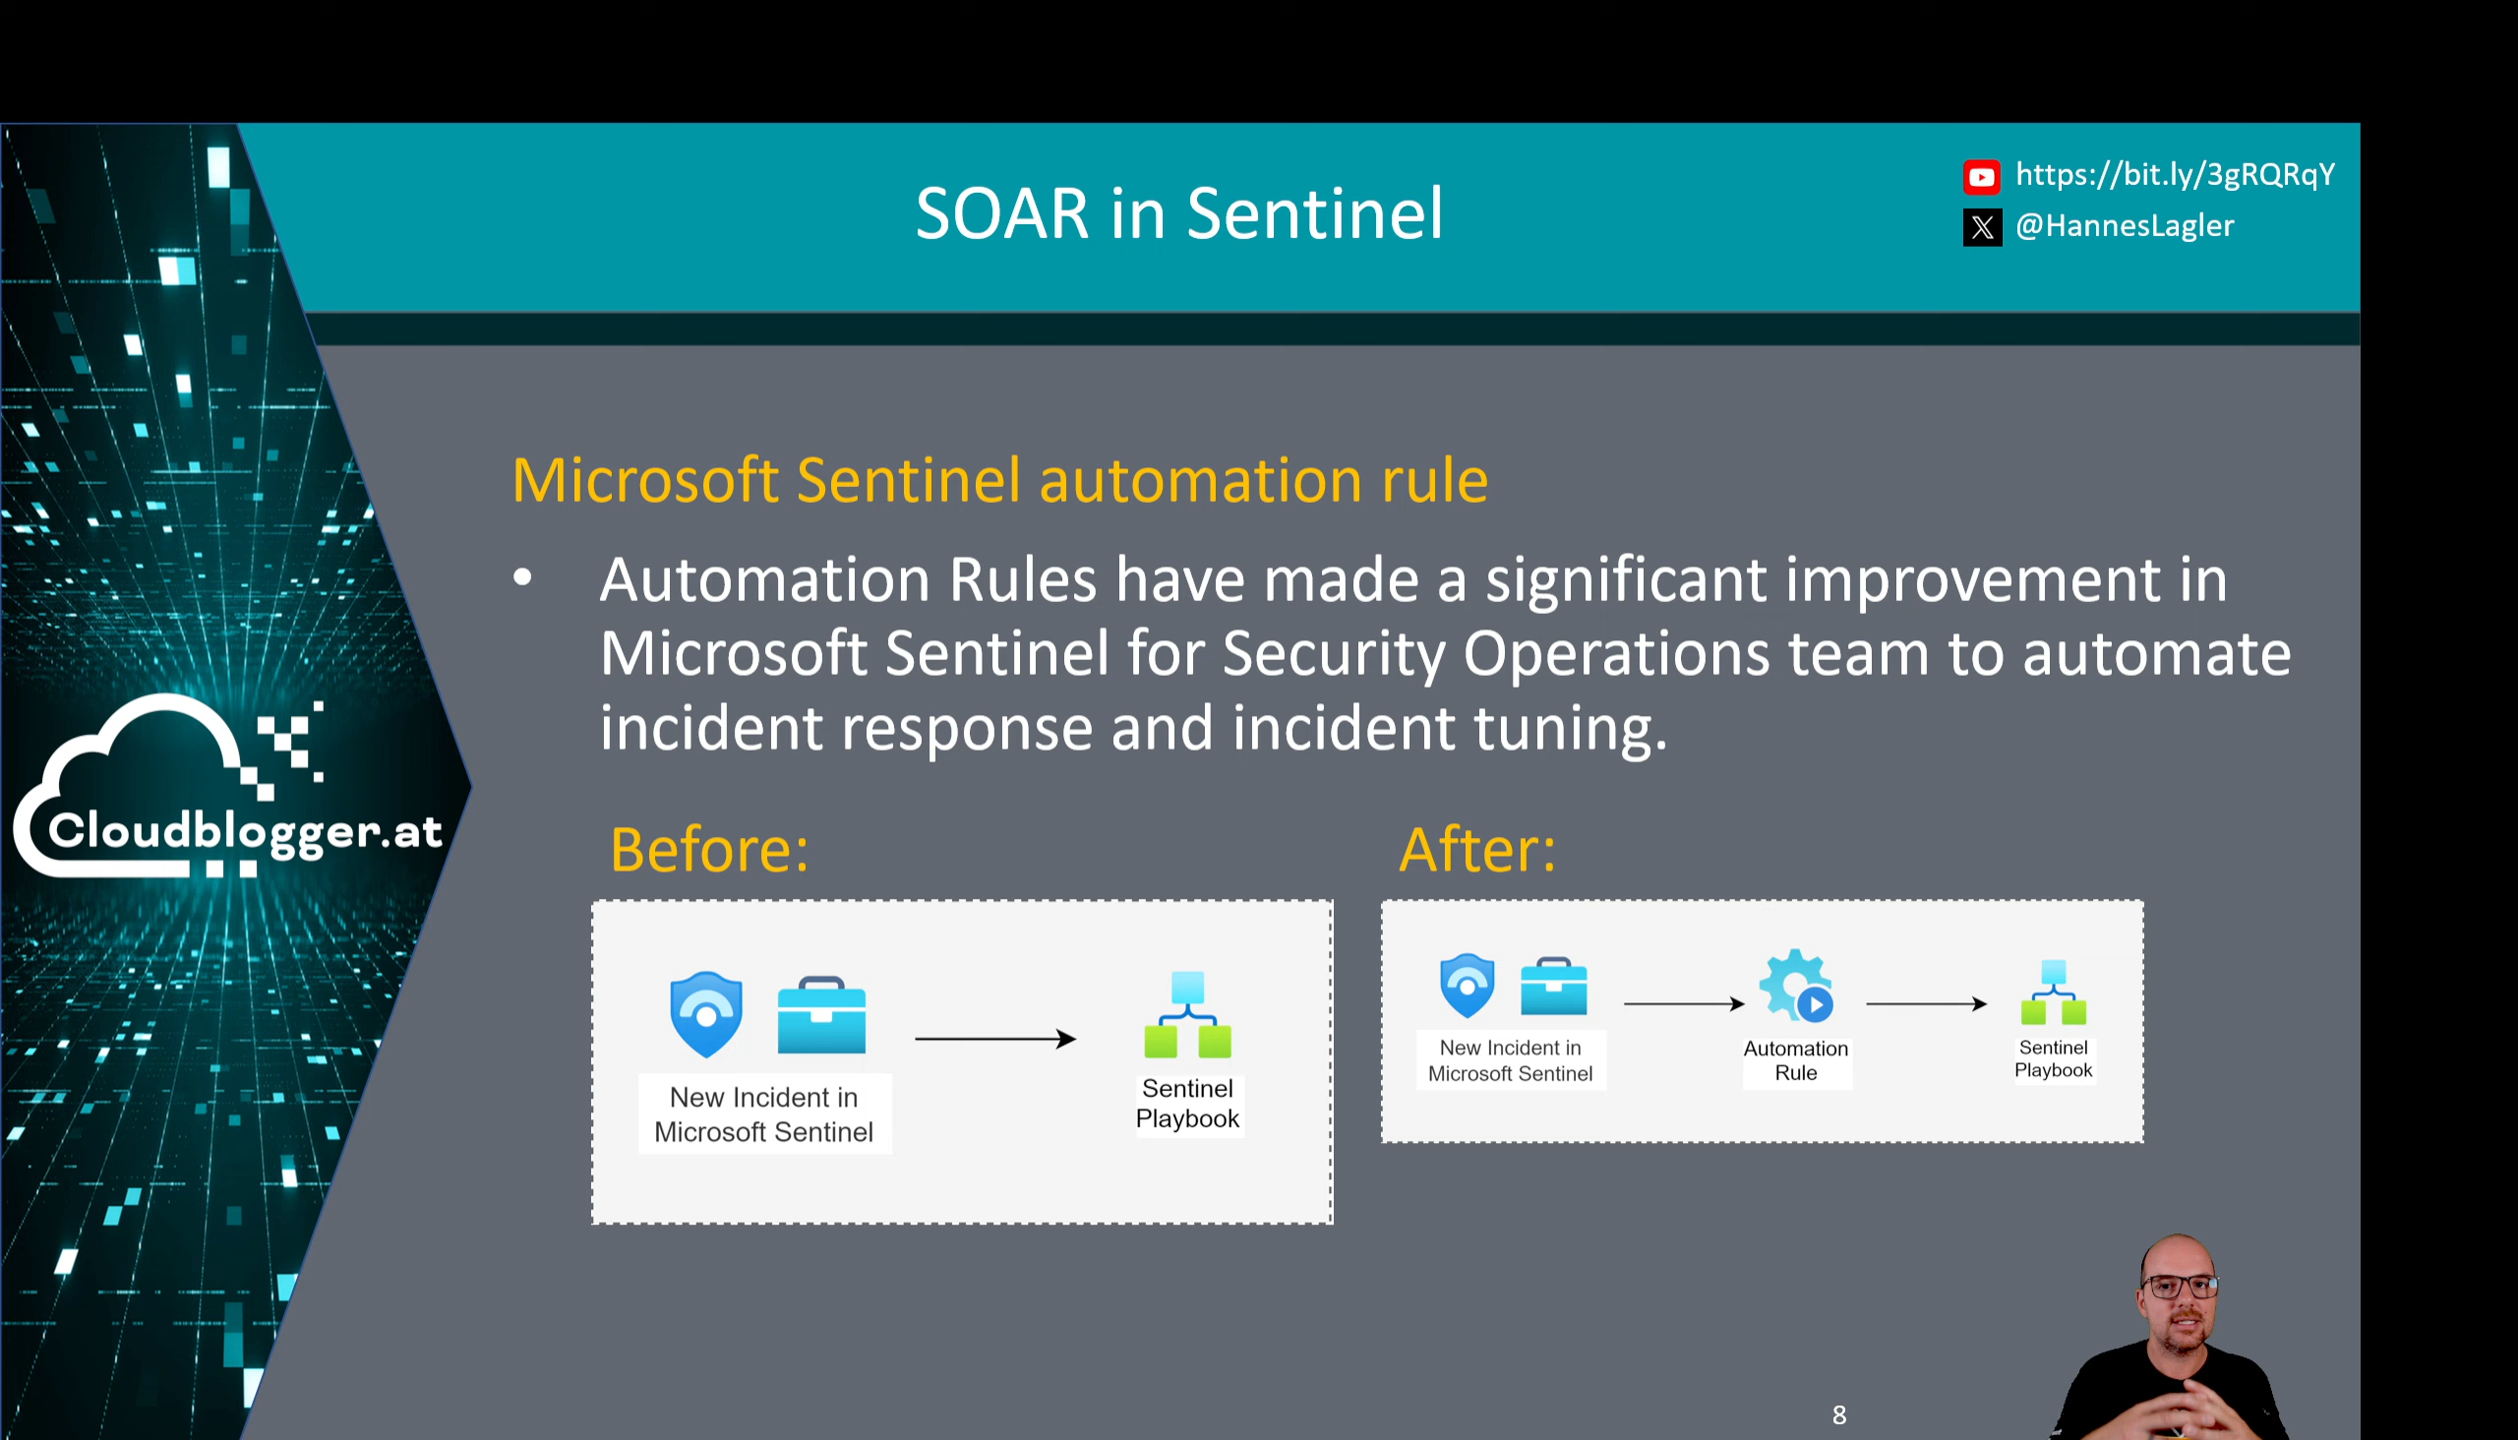 SOAR in Sentinel
https://bit.ly/3gRQRqY
@HannesLagler
Microsoft Sentinel automation rule
• Automation Rules have made a significant improvement in
Microsoft Sentinel for Security Operations team to automate
incident response and incident tuning.
Cloudblogger.at
Before:
New Incident in
Microsoft Sentinel
Sentinel
Playbook
After:
New Incident in
Microsoft Sentinel
Automation
Rule
Sentinel
Playbook
8